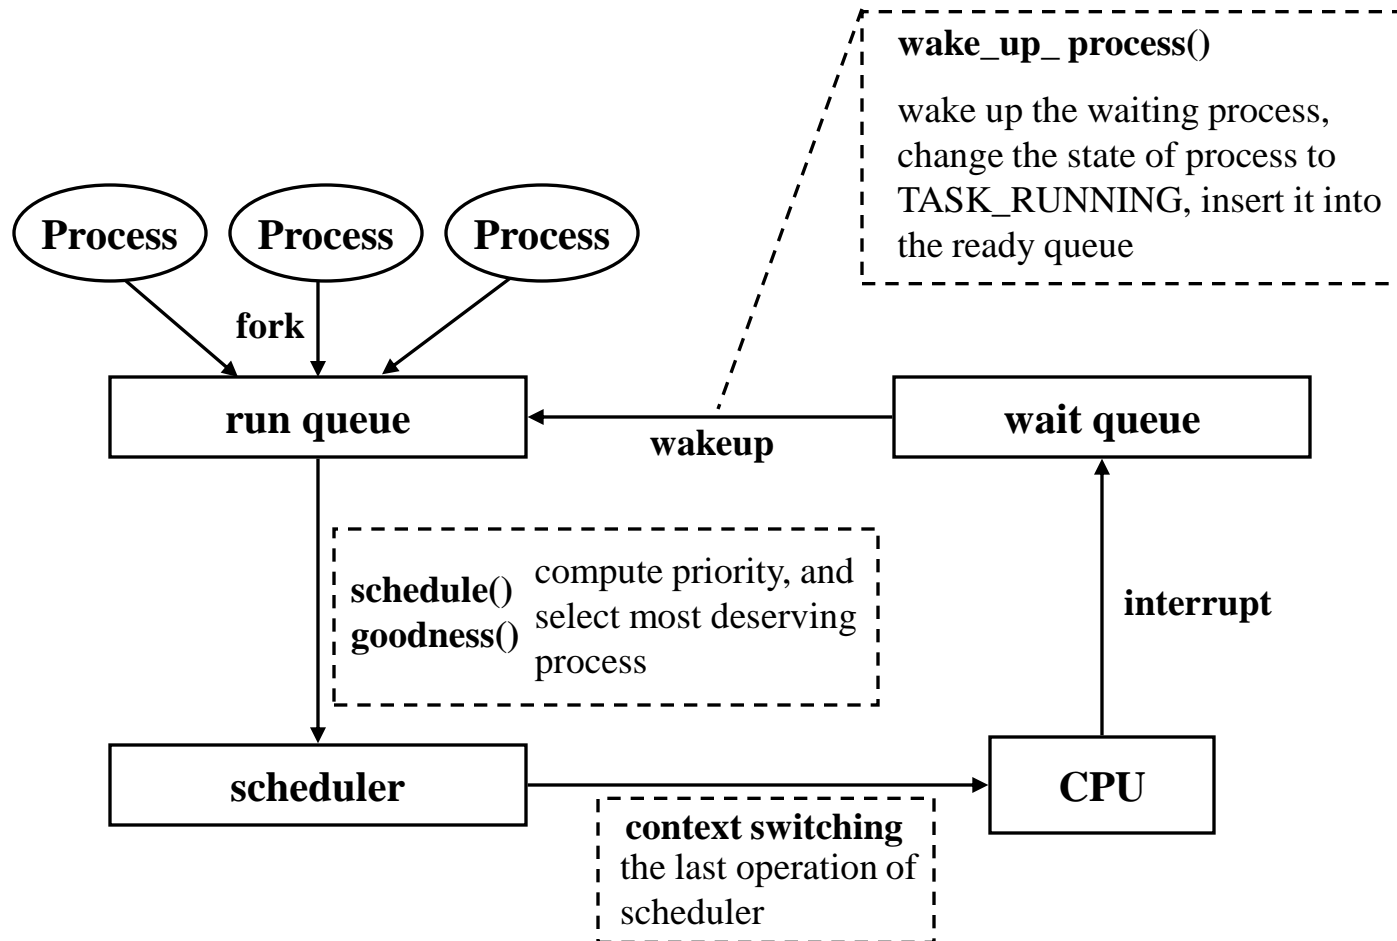 wake_up_ process()
wake up the waiting process,
change the state of process to
TASK_RUNNING, insert it into
the ready queue
Process
Process
Process
fork
run queue
wait queue
wakeup
schedule()
goodness()
compute priority, and
select most deserving
process
interrupt
scheduler
CPU
context switching
the last operation of
scheduler